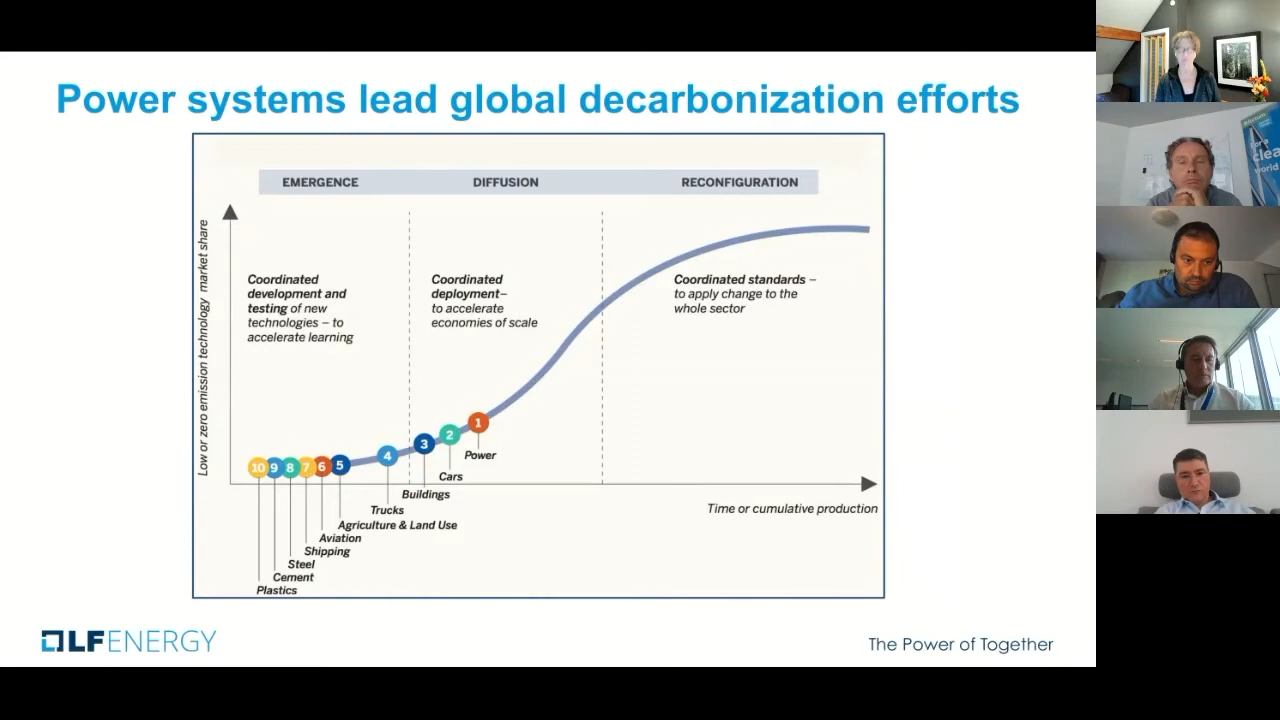 Power systems lead global decarbonization efforts
EMERGENCE
DIFFUSION
RECONFIGURATION
Low or zero emission technology market share
Coordinated
development and
testing of new
technologies – to
accelerate learning
Coordinated
deployment–
to accelerate
economies of scale
Coordinated standards –
to apply change to the
whole sector
10
9
8
7
6
5
4
3
2
1
Power
Cars
Buildings
Trucks
Agriculture & Land Use
Aviation
Shipping
Steel
Cement
Plastics
Time or cumulative production
LFENERGY
The Power of Together
clea
world